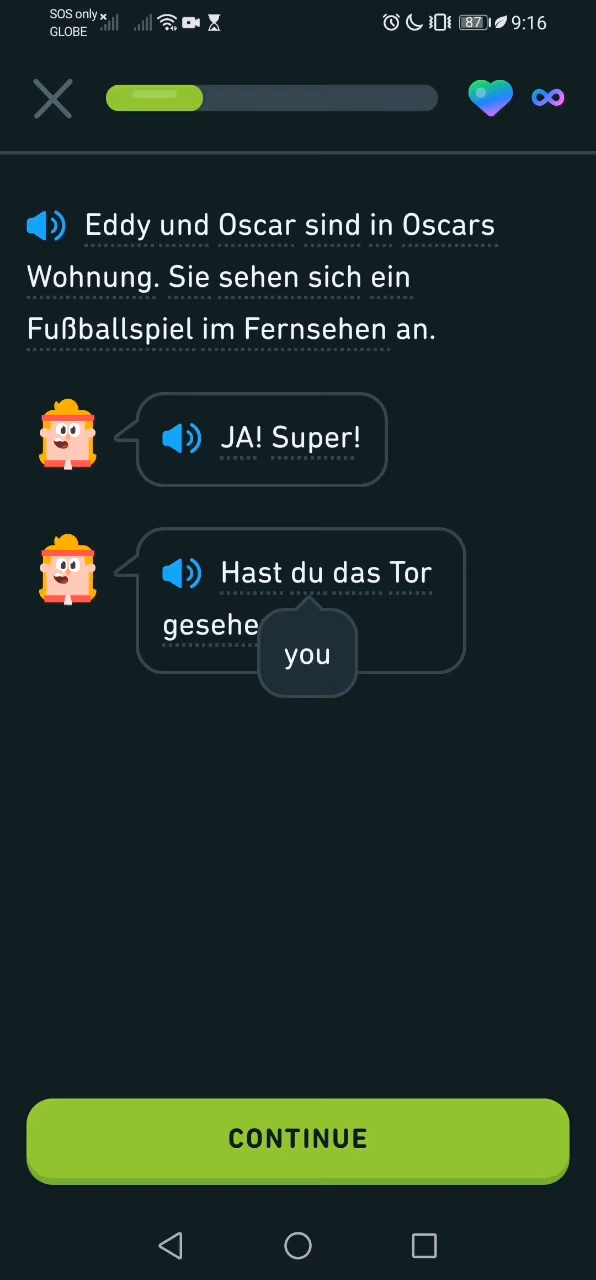 SOS only
GLOBE
87 9:16
Eddy und Oscar sind in Oscars
Wohnung. Sie sehen sich ein
Fußballspiel im Fernsehen an.
JA! Super!
Hast du das Tor
gesehe
you
CONTINUE